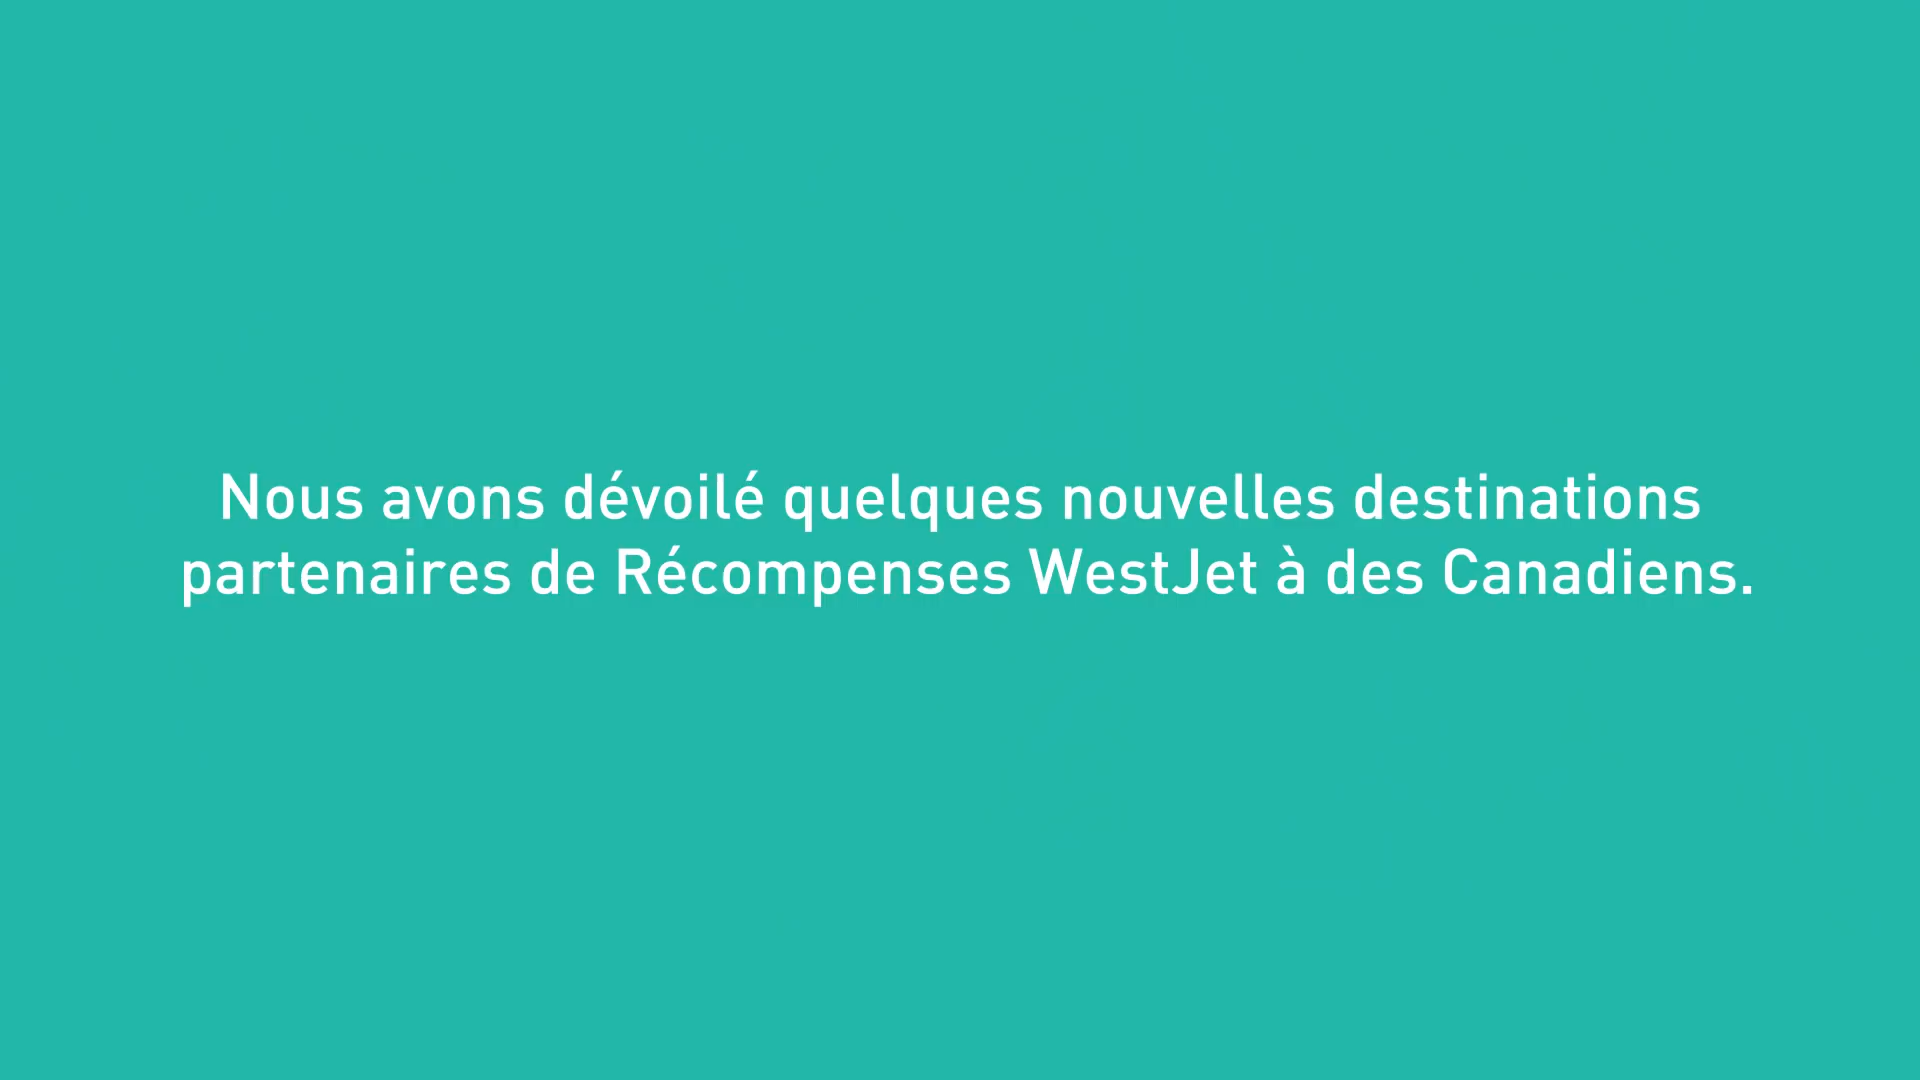 Nous avons dévoilé quelques nouvelles destinations
partenaires de Récompenses WestJet à des Canadiens.